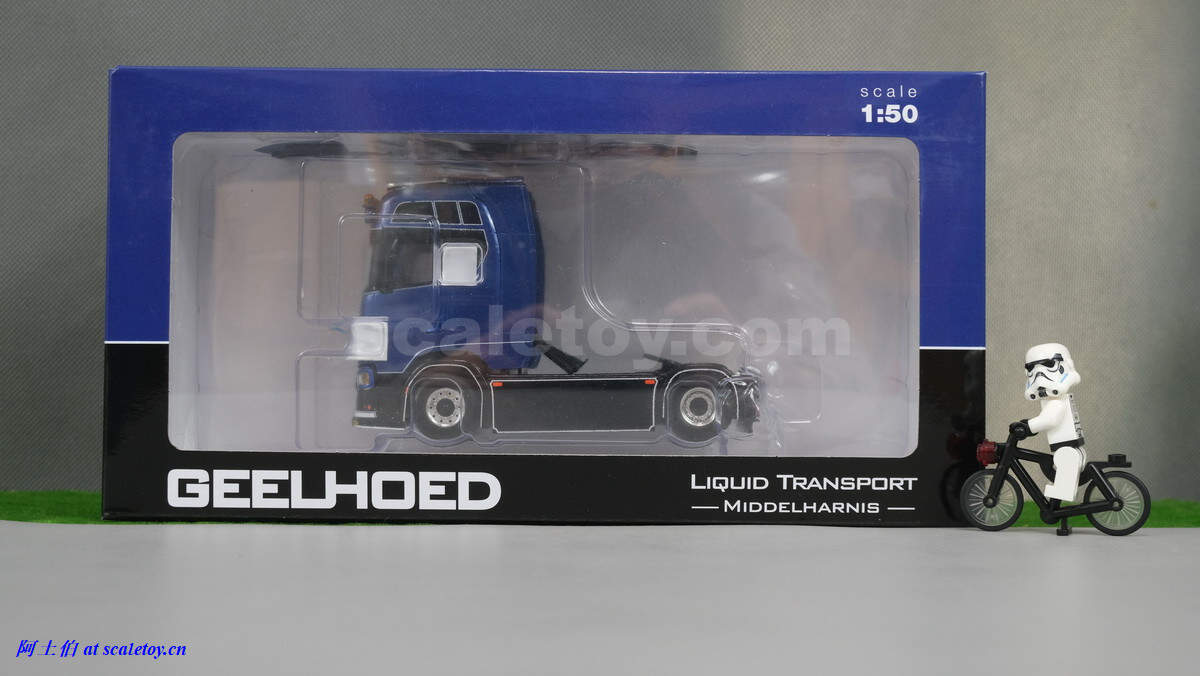 scale
1:50
scaletoy.com
GEELHOED
LIQUID TRANSPORT
MIDDELHARNIS
阿土伯 at scaletoy.cn